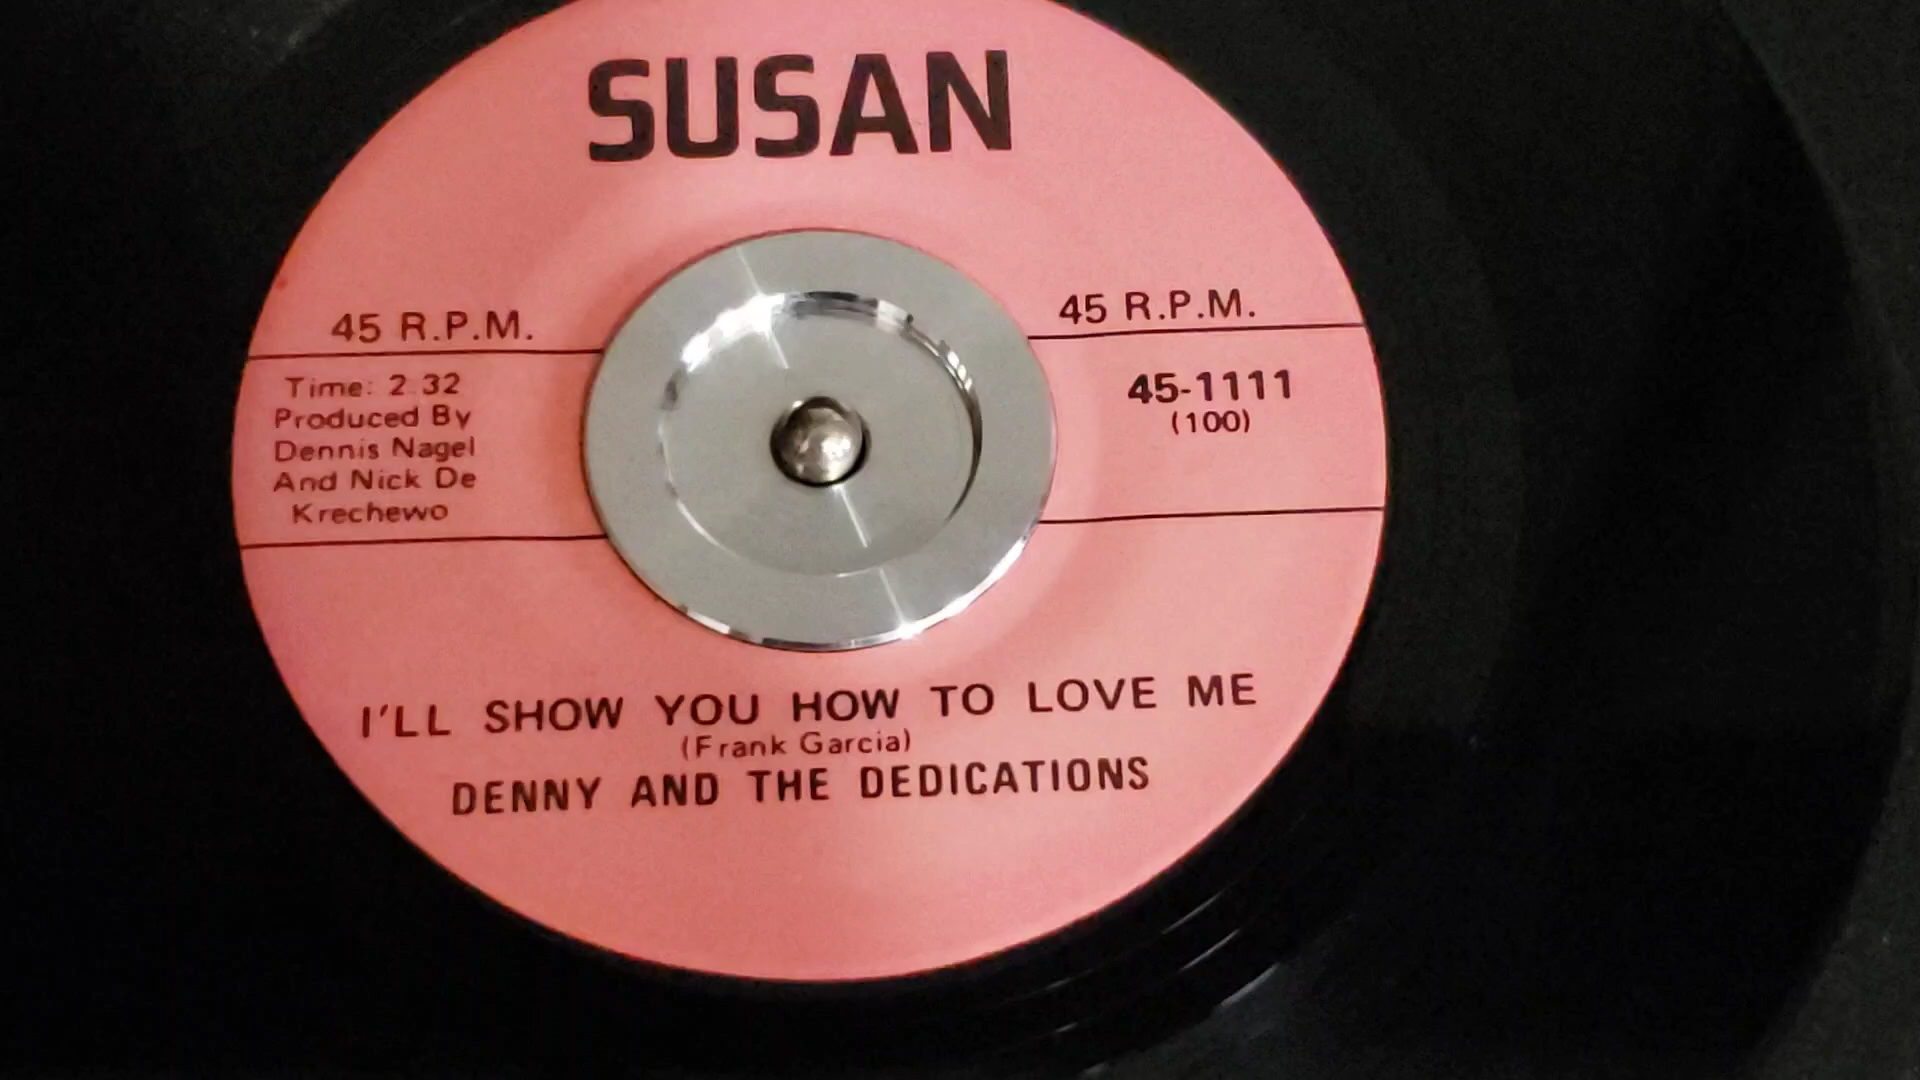 SUSAN
45 R.P.M.
45 R.P.M.
Time: 2:32
Produced By
Dennis Nagel
And Nick De
Krechewo
45-1111
(100)
I'LL SHOW YOU HOW TO LOVE ME
(Frank Garcia)
DENNY AND THE DEDICATIONS